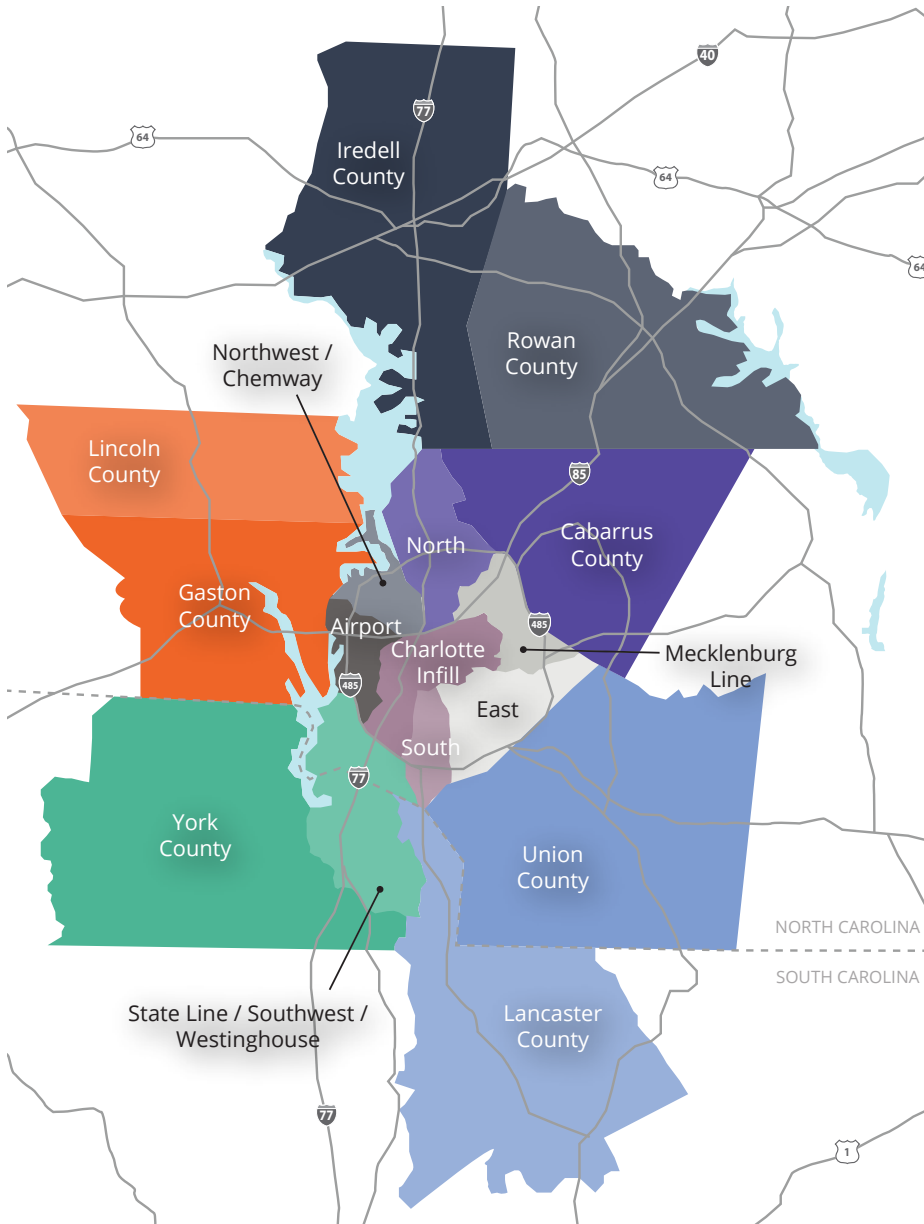 40
77
64
Iredell
County
64
64
Rowan
County
Northwest /
Chemway
Lincoln
County
85
North
Cabarrus
County
Gaston
County
Airport
485
Charlotte
Infill
Mecklenburg
Line
485
East
South
77
York
County
Union
County
NORTH CAROLINA
SOUTH CAROLINA
State Line / Southwest /
Westinghouse
Lancaster
County
77
1